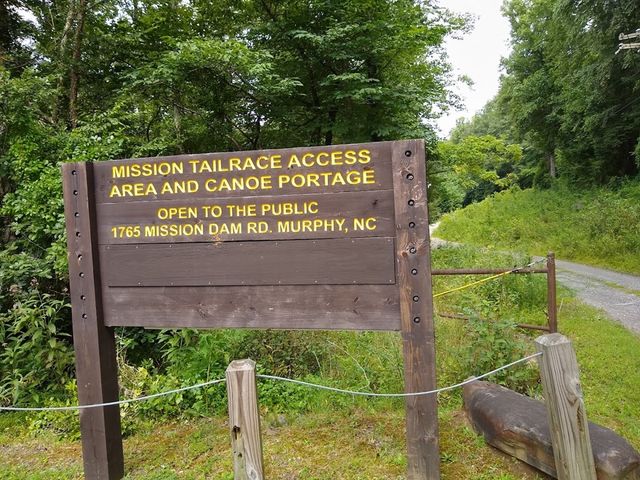 MISSION TAILRACE ACCESS
AREA AND CANOE PORTAGE
OPEN TO THE PUBLIC
1765 MISSION DAM RD. MURPHY, NC